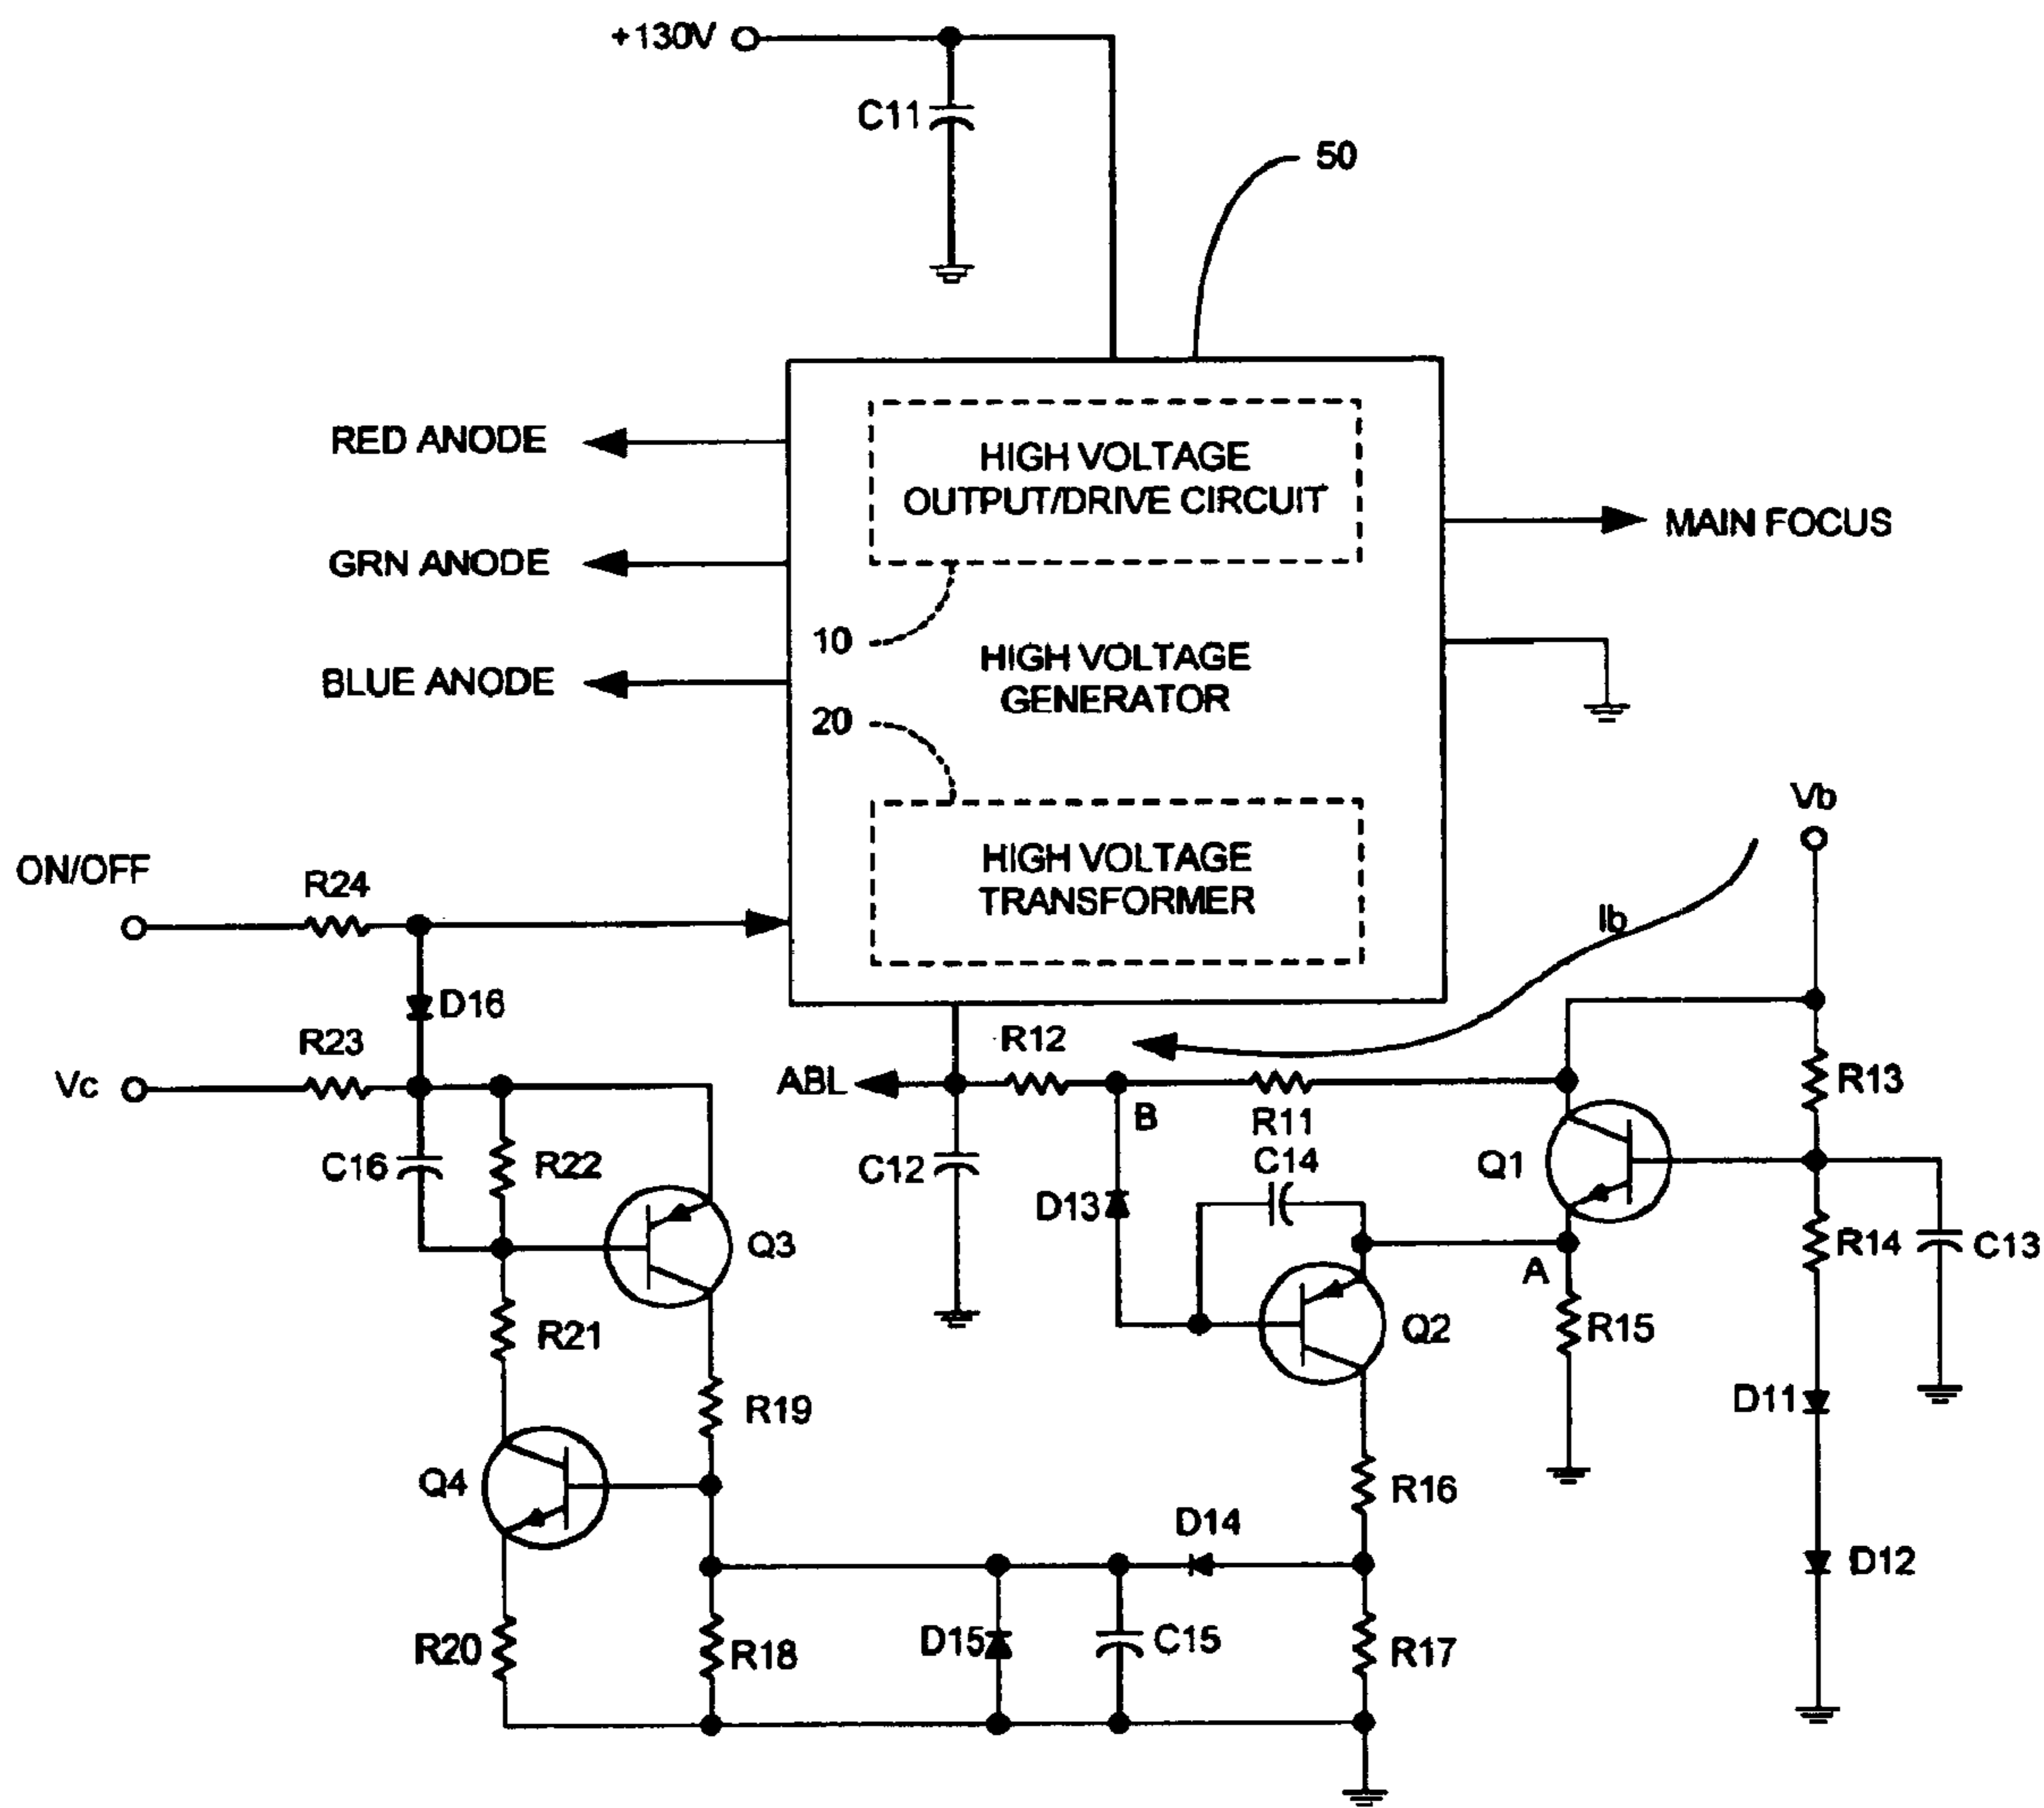 +130V
C11
50
RED ANODE
HIGH VOLTAGE
OUTPUT/DRIVE CIRCUIT
MAIN FOCUS
GRN ANODE
10
HIGH VOLTAGE
GENERATOR
BLUE ANODE
20
Vb
HIGH VOLTAGE
TRANSFORMER
ON/OFF
R24
Ib
D16
R23
R12
Vc
ABL
R13
B
R11
C16
R22
C12
C14
Q1
D13
Q3
A
R14
C13
R21
Q2
R15
D11
R19
Q4
R16
D14
D12
R20
R18
D15
C15
R17